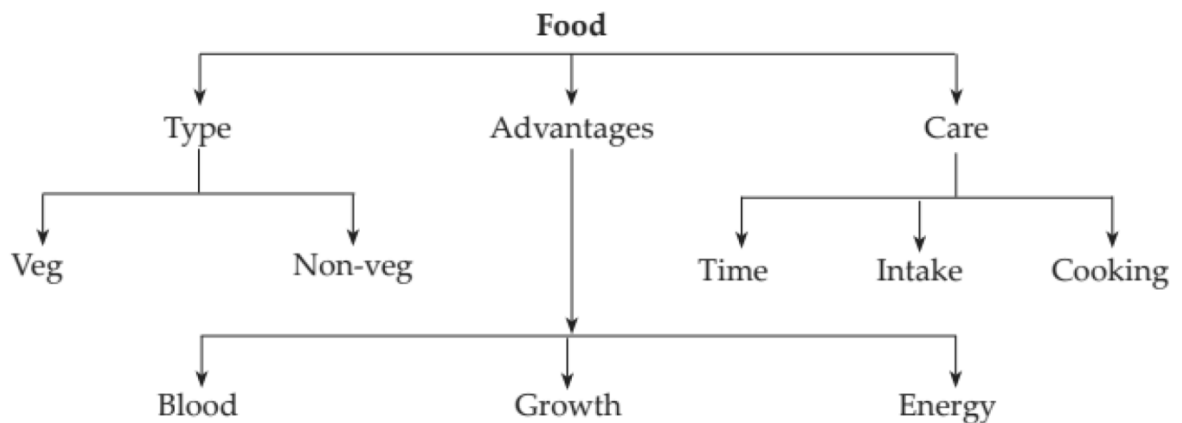 Food
Type Advantages Care
Veg Non-veg Time Intake Cooking
Blood Growth Energy